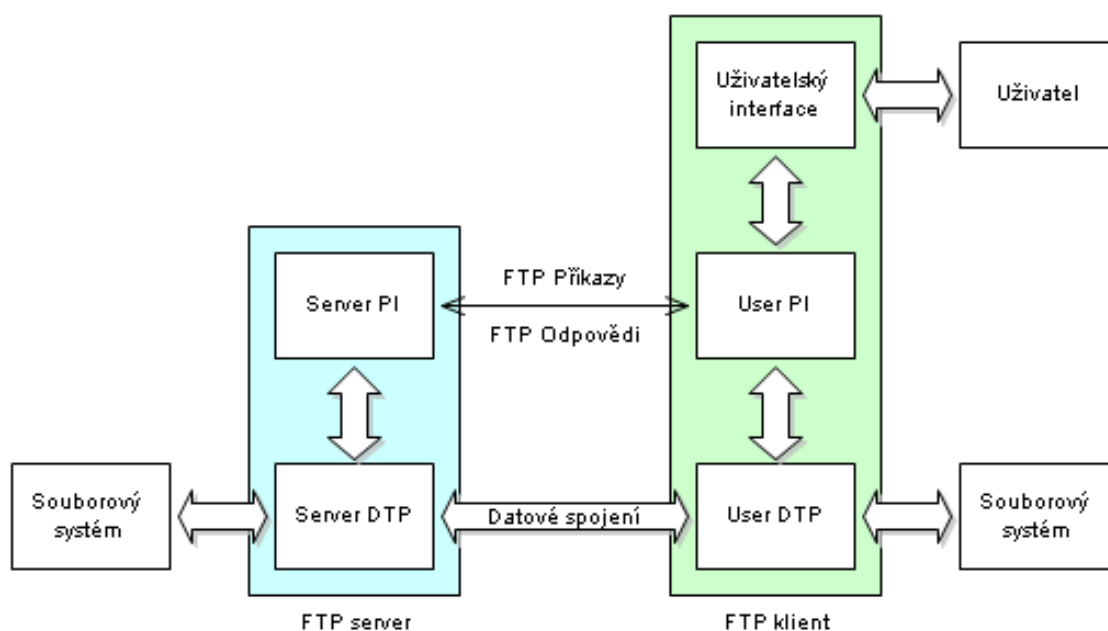 Uživatelský
interface
Uživatel
Server PI
FTP Příkazy
FTP Odpovědi
User PI
Souborový
systém
Server DTP
Datové spojení
User DTP
Souborový
systém
FTP server
FTP klient